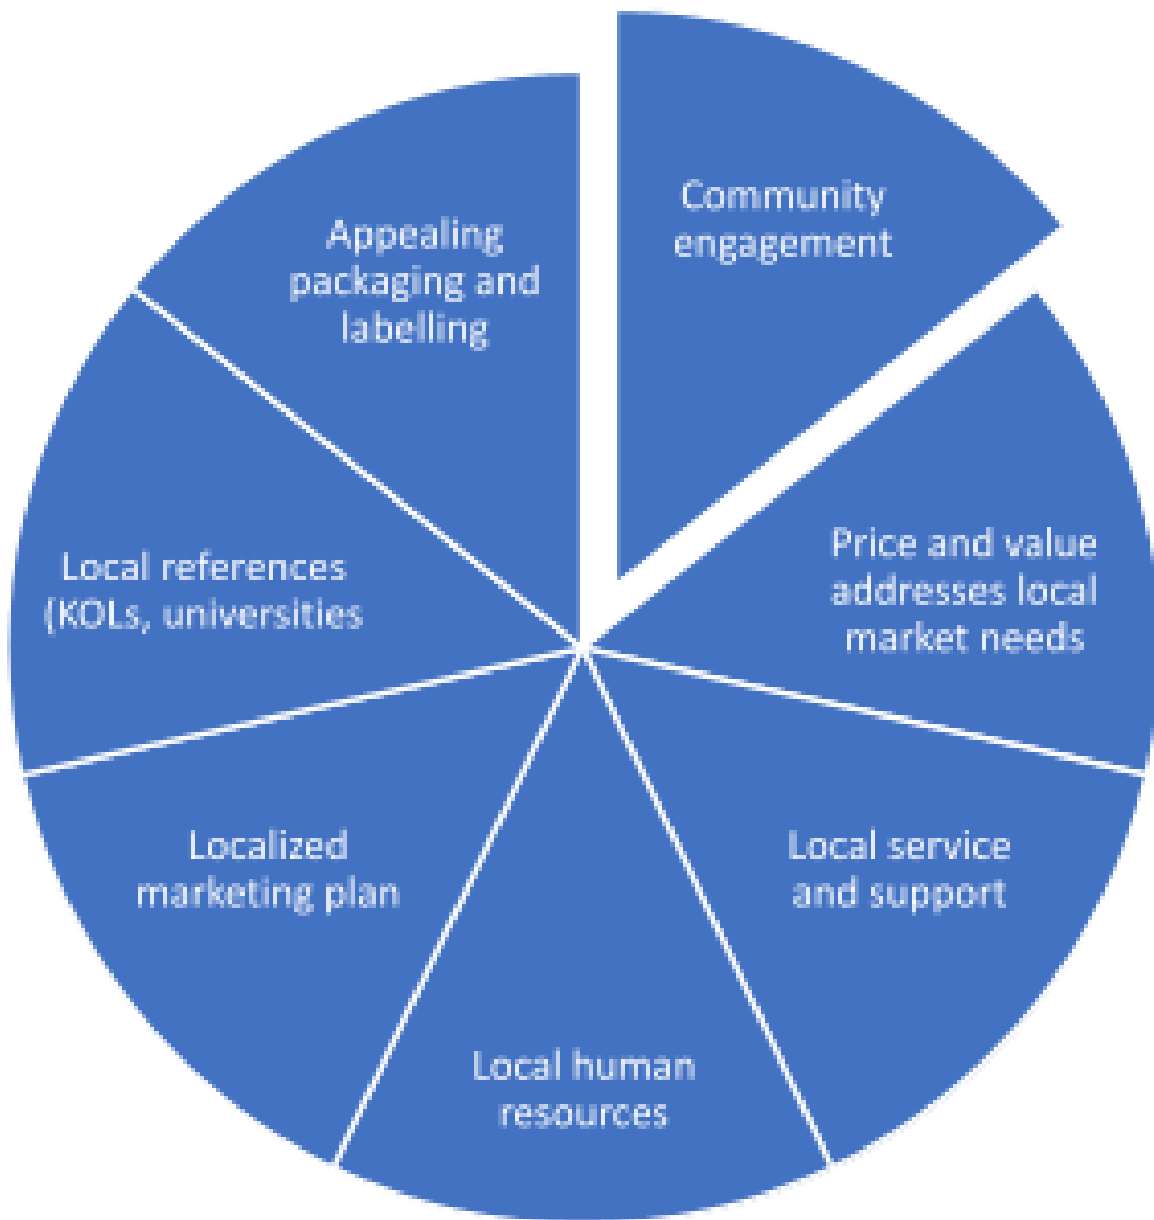 Community
engagement
Price and value
addresses local
market needs
Local service
and support
Local human
resources
Localized
marketing plan
Local references
(KOLs, universities
Appealing
packaging and
labelling